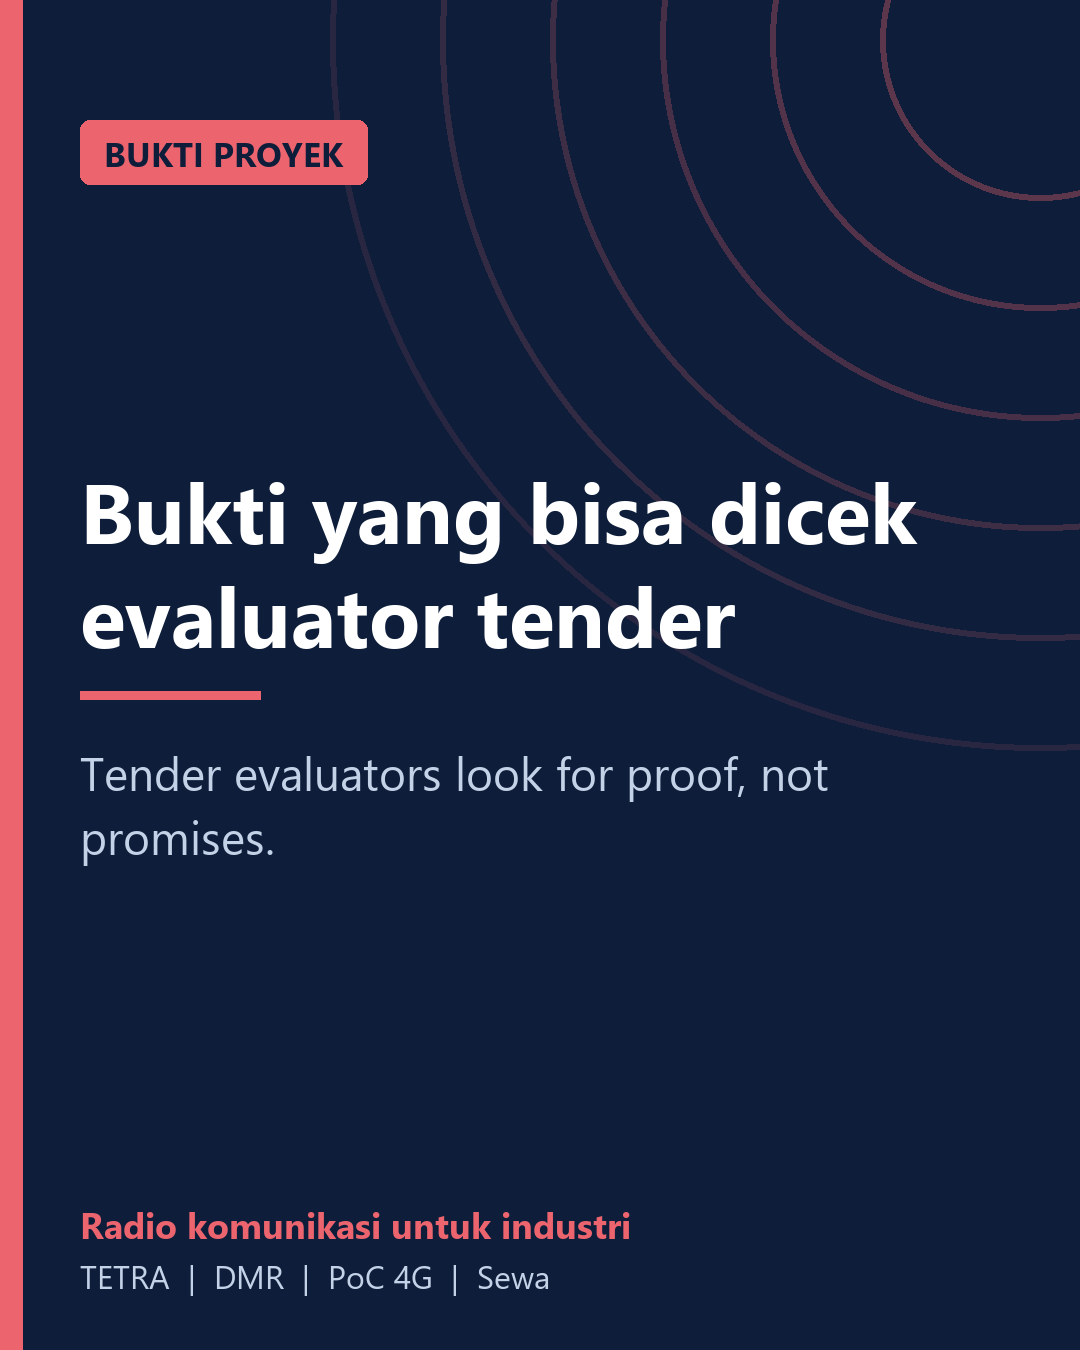 BUKTI PROYEK
Bukti yang bisa dicek
evaluator tender
Tender evaluators look for proof, not
promises.
Radio komunikasi untuk industri
TETRA | DMR | PoC 4G | Sewa